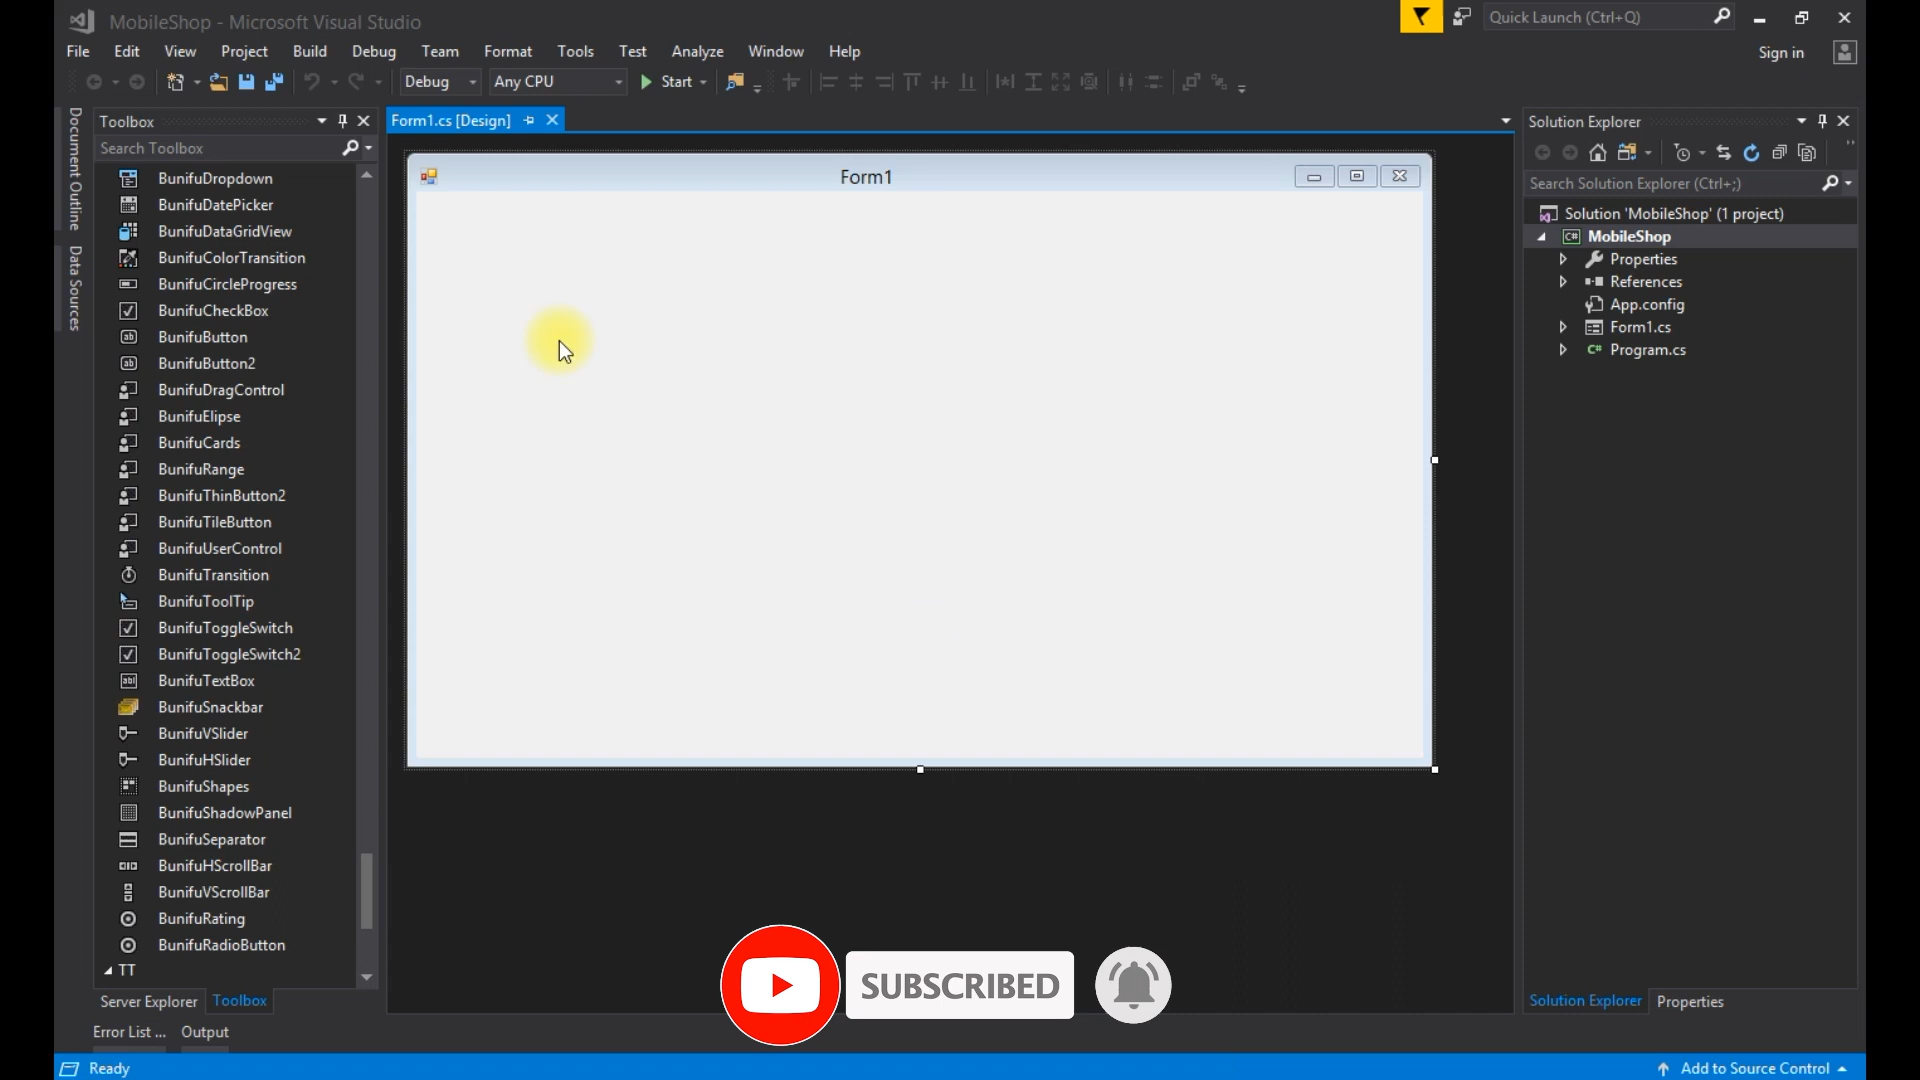 MobileShop - Microsoft Visual Studio
Quick Launch (Ctrl+Q)
File Edit View Project Build Debug Team Format Tools Test Analyze Window Help
Sign in
Debug Any CPU Start
Document Outline
Data Sources
Toolbox
Search Toolbox
BunifuDropdown
BunifuDatePicker
BunifuDataGridView
BunifuColorTransition
BunifuCircleProgress
BunifuCheckBox
BunifuButton
BunifuButton2
BunifuDragControl
BunifuElipse
BunifuCards
BunifuRange
BunifuThinButton2
BunifuTileButton
BunifuUserControl
BunifuTransition
BunifuToolTip
BunifuToggleSwitch
BunifuToggleSwitch2
BunifuTextBox
BunifuSnackbar
BunifuVSlider
BunifuHSlider
BunifuShapes
BunifuShadowPanel
BunifuSeparator
BunifuHScrollBar
BunifuVScrollBar
BunifuRating
BunifuRadioButton
TT
Server Explorer Toolbox
Error List ... Output
Form1.cs [Design]
Form1
SUBSCRIBED
Solution Explorer
Search Solution Explorer (Ctrl+;)
Solution 'MobileShop' (1 project)
C# MobileShop
Properties
References
App.config
Form1.cs
C# Program.cs
Solution Explorer Properties
Ready
Add to Source Control